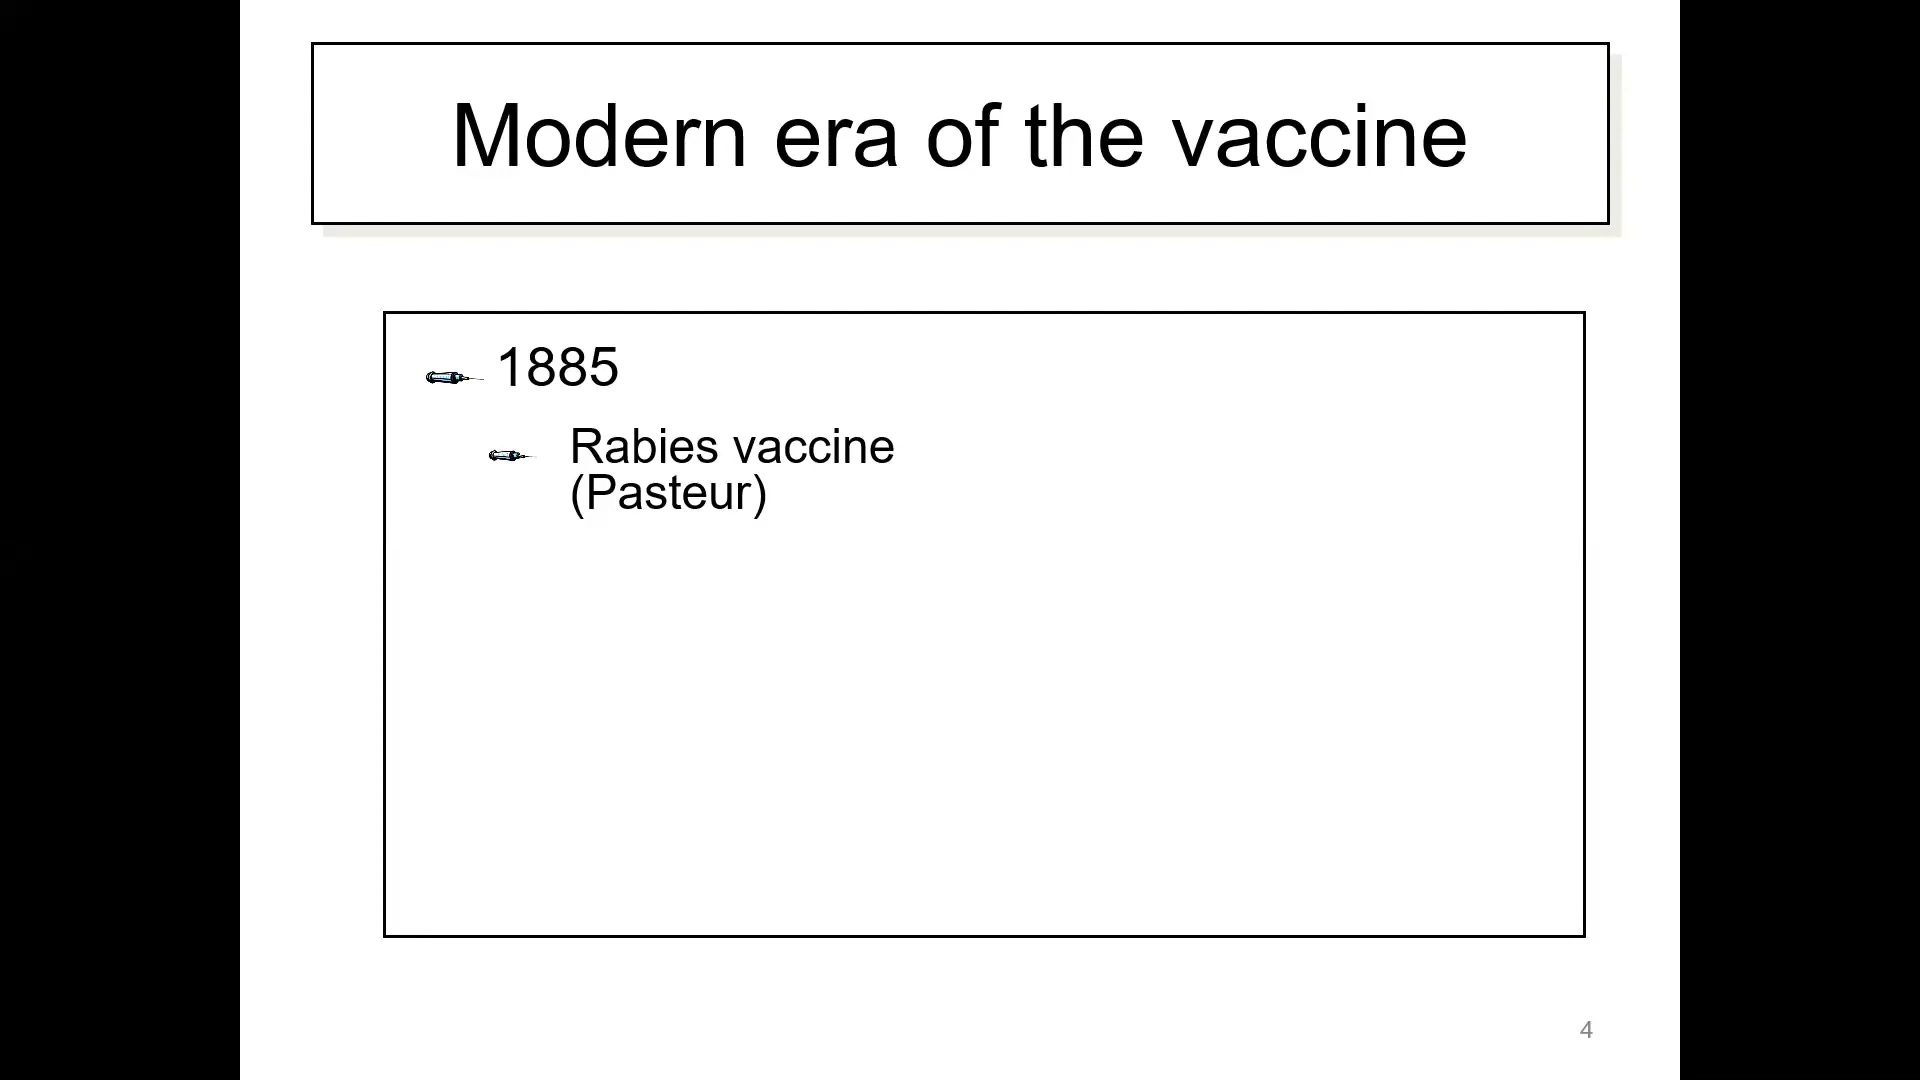 Modern era of the vaccine
1885
Rabies vaccine
(Pasteur)
4